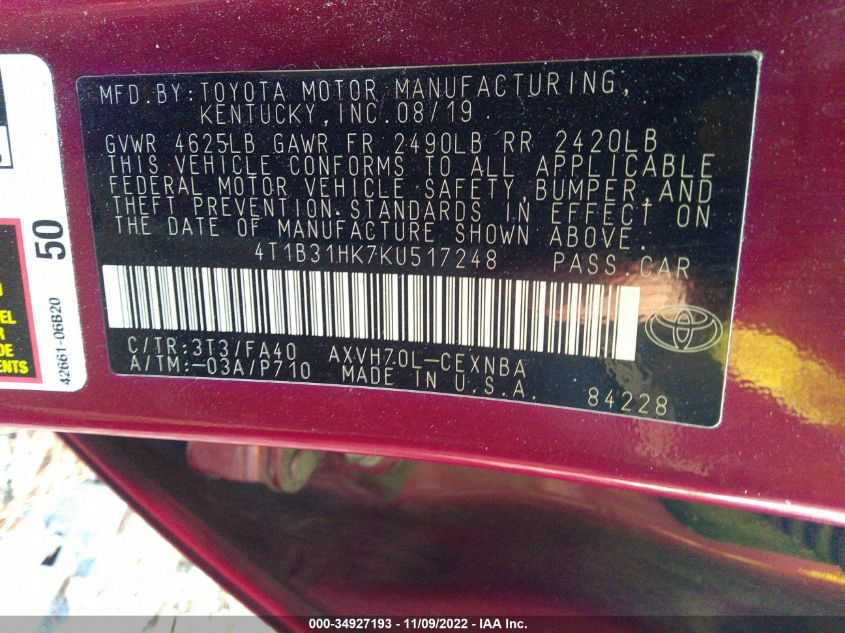 MFD.BY:TOYOTA MOTOR MANUFACTURING,
KENTUCKY,INC.08/19
GVWR 4625LB GAWR FR 2490LB RR 2420LB
THIS VEHICLE CONFORMS TO ALL APPLICABLE
FEDERAL MOTOR VEHICLE SAFETY,BUMPER,AND
THEFT PREVENTION STANDARDS IN EFFECT ON
THE DATE OF MANUFACTURE SHOWN ABOVE.
4T1B31HK7KU517248 PASS.CAR
C/TR:3T3/FA40 AXVH70L-CEXNBA
A/TM:-03A/P710 MADE IN U.S.A.
84228
50
42661-06B20
EL
R
DE
000-34927193 - 11/09/2022 - IAA Inc.